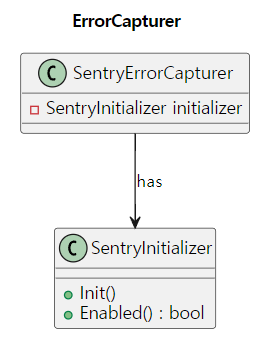 ErrorCapturer
C SentryErrorCapturer
SentryInitializer initializer
has
C SentryInitializer
Init()
Enabled() : bool